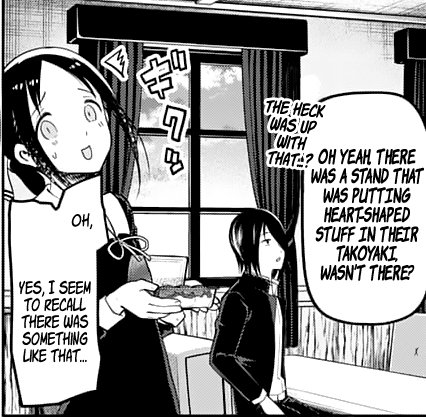 OH YEAH, THERE
WAS A STAND THAT
WAS PUTTING
HEART-SHAPED
STUFF IN THEIR
TAKOYAKI,
WASN'T THERE?
THE HECK
WAS UP
WITH
THAT...?
ギクッ
OH,
YES, I SEEM
TO RECALL
THERE WAS
SOMETHING
LIKE THAT...